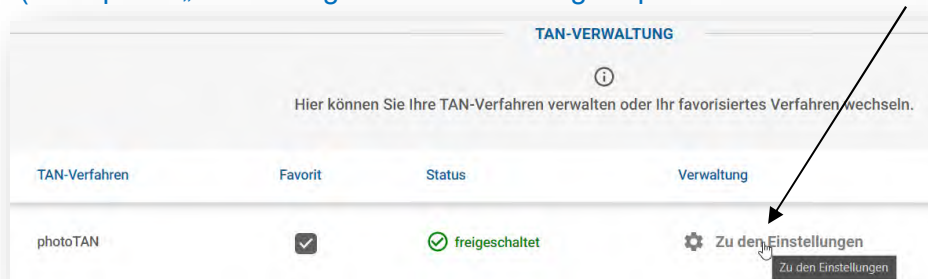 TAN-VERWALTUNG
Hier können Sie Ihre TAN-Verfahren verwalten oder Ihr favorisiertes Verfahren wechseln.
TAN-Verfahren Favorit Status Verwaltung
photoTAN freigeschaltet Zu den Einstellungen
Zu den Einstellungen